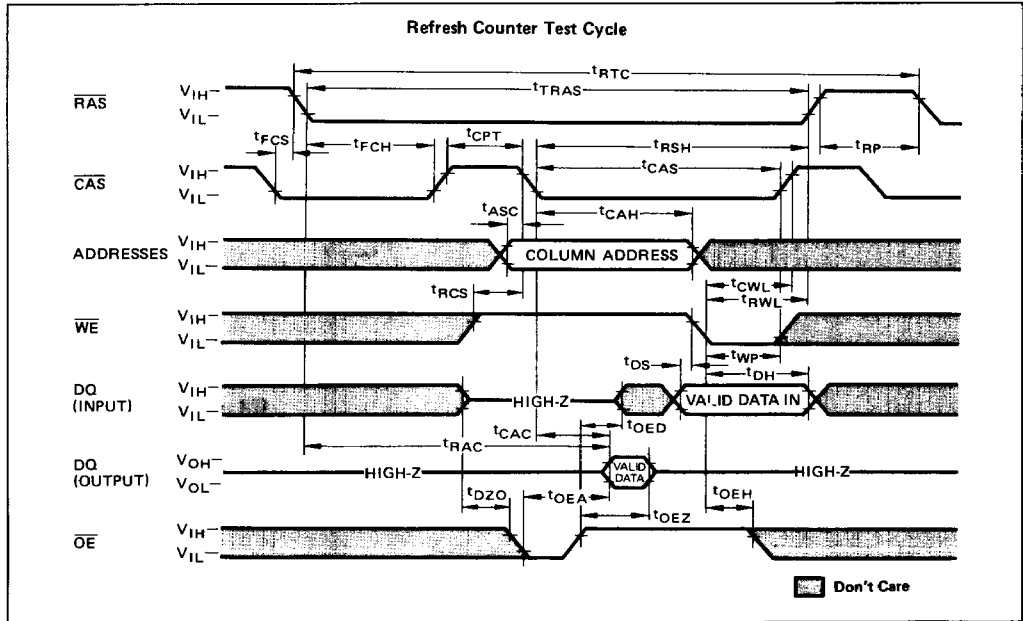 Refresh Counter Test Cycle
tRTC
tTRAS
RAS
VIH
VIL
tFCS
tFCH
tCPT
tRSH
tRP
CAS
VIH
VIL
tCAS
tASC
tCAH
ADDRESSES
VIH
VIL
COLUMN ADDRESS
tRCS
tCWL
tRWL
WE
VIH
VIL
tWP
tDS
tDH
DQ
(INPUT)
VIH
VIL
HIGH-Z
VALID DATA IN
tOED
tCAC
tRAC
DQ
(OUTPUT)
VOH
VOL
HIGH-Z
VALID
DATA
HIGH-Z
tDZO
tOEA
tOEZ
tOEH
OE
VIH
VIL
Don't Care